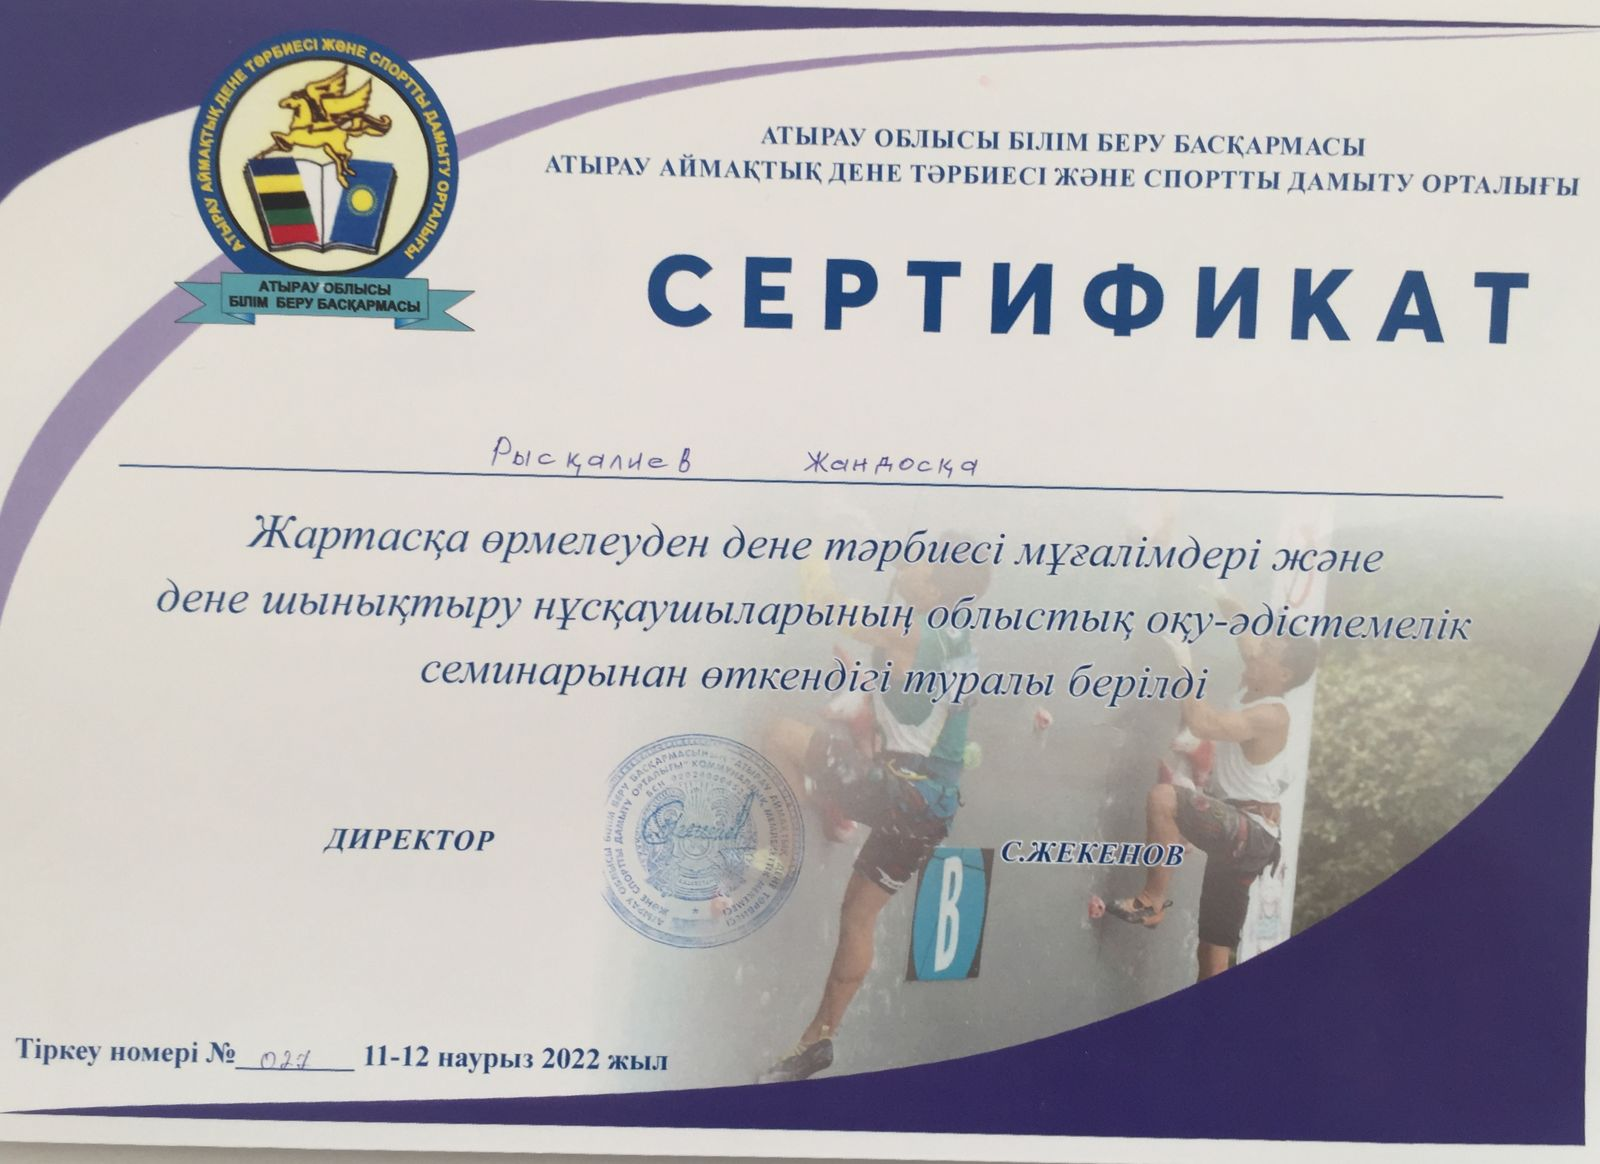 АТЫРАУ АЙМАҚТЫҚ ДЕНЕ ТӘРБИЕСІ ЖӘНЕ СПОРТТЫ ДАМЫТУ ОРТАЛЫҒЫ
АТЫРАУ ОБЛЫСЫ
БІЛІМ БЕРУ БАСҚАРМАСЫ
АТЫРАУ ОБЛЫСЫ БІЛІМ БЕРУ БАСҚАРМАСЫ
АТЫРАУ АЙМАҚТЫҚ ДЕНЕ ТӘРБИЕСІ ЖӘНЕ СПОРТТЫ ДАМЫТУ ОРТАЛЫҒЫ
СЕРТИФИКАТ
Рысқалиев Жандосқа
Жартасқа өрмелеуден дене тәрбиесі мұғалімдері және
дене шынықтыру нұсқаушыларының облыстық оқу-әдістемелік
семинарынан өткендігі туралы берілді
ДИРЕКТОР
С.ЖЕКЕНОВ
B
Тіркеу номері № 027 11-12 наурыз 2022 жыл